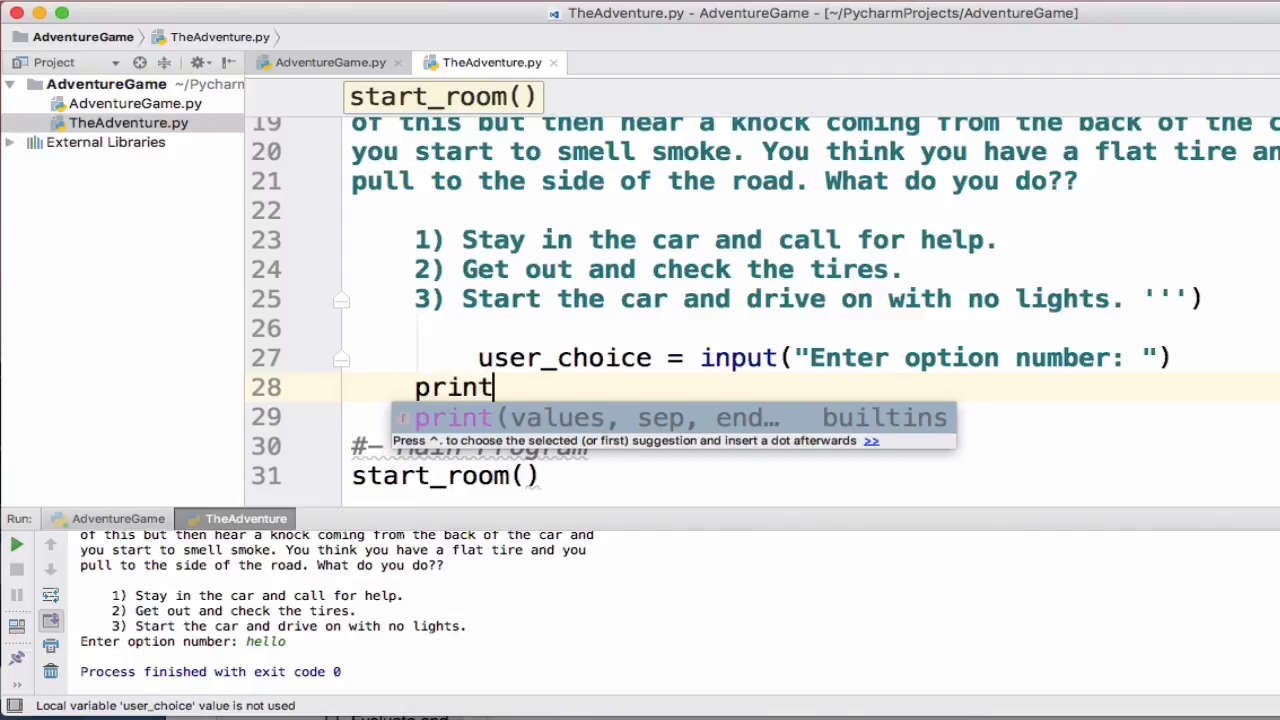 TheAdventure.py - AdventureGame - [~/PycharmProjects/AdventureGame]
AdventureGame TheAdventure.py
Project AdventureGame.py TheAdventure.py
AdventureGame ~/Pycharm
AdventureGame.py
TheAdventure.py
External Libraries
start_room()
19 of this but then hear a knock coming from the back of the
20 you start to smell smoke. You think you have a flat tire
21 pull to the side of the road. What do you do??
22
23 1) Stay in the car and call for help.
24 2) Get out and check the tires.
25 3) Start the car and drive on with no lights. ''')
26
27 user_choice = input("Enter option number: ")
28 print
29 print(values, sep, end… builtins
Press ^. to choose the selected (or first) suggestion and insert a dot afterwards >>
30 #- Main Program
31 start_room()
Run: AdventureGame TheAdventure
of this but then hear a knock coming from the back of the car and
you start to smell smoke. You think you have a flat tire and you
pull to the side of the road. What do you do??
1) Stay in the car and call for help.
2) Get out and check the tires.
3) Start the car and drive on with no lights.
Enter option number: hello
Process finished with exit code 0
Local variable 'user_choice' value is not used